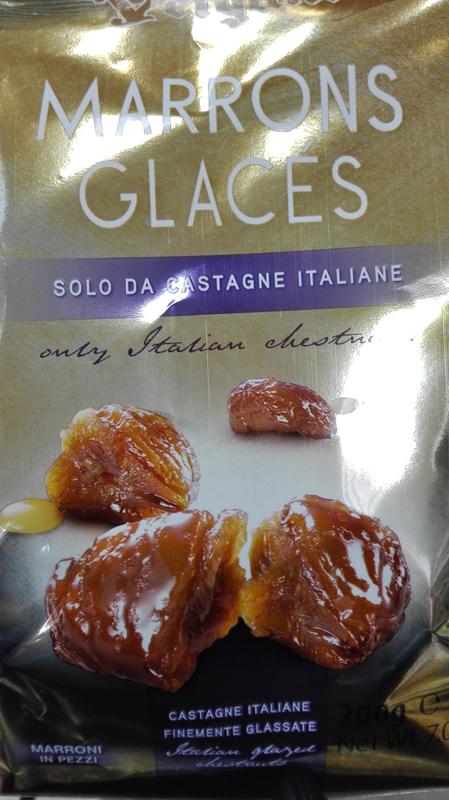 MARRONS
GLACÉS
SOLO DA CASTAGNE ITALIANE
only Italian
CASTAGNE ITALIANE
FINEMENTE GLASSATE
Italian glazed
chestnuts
MARRONI
IN PEZZI
200g e
Net Wt. 7.0